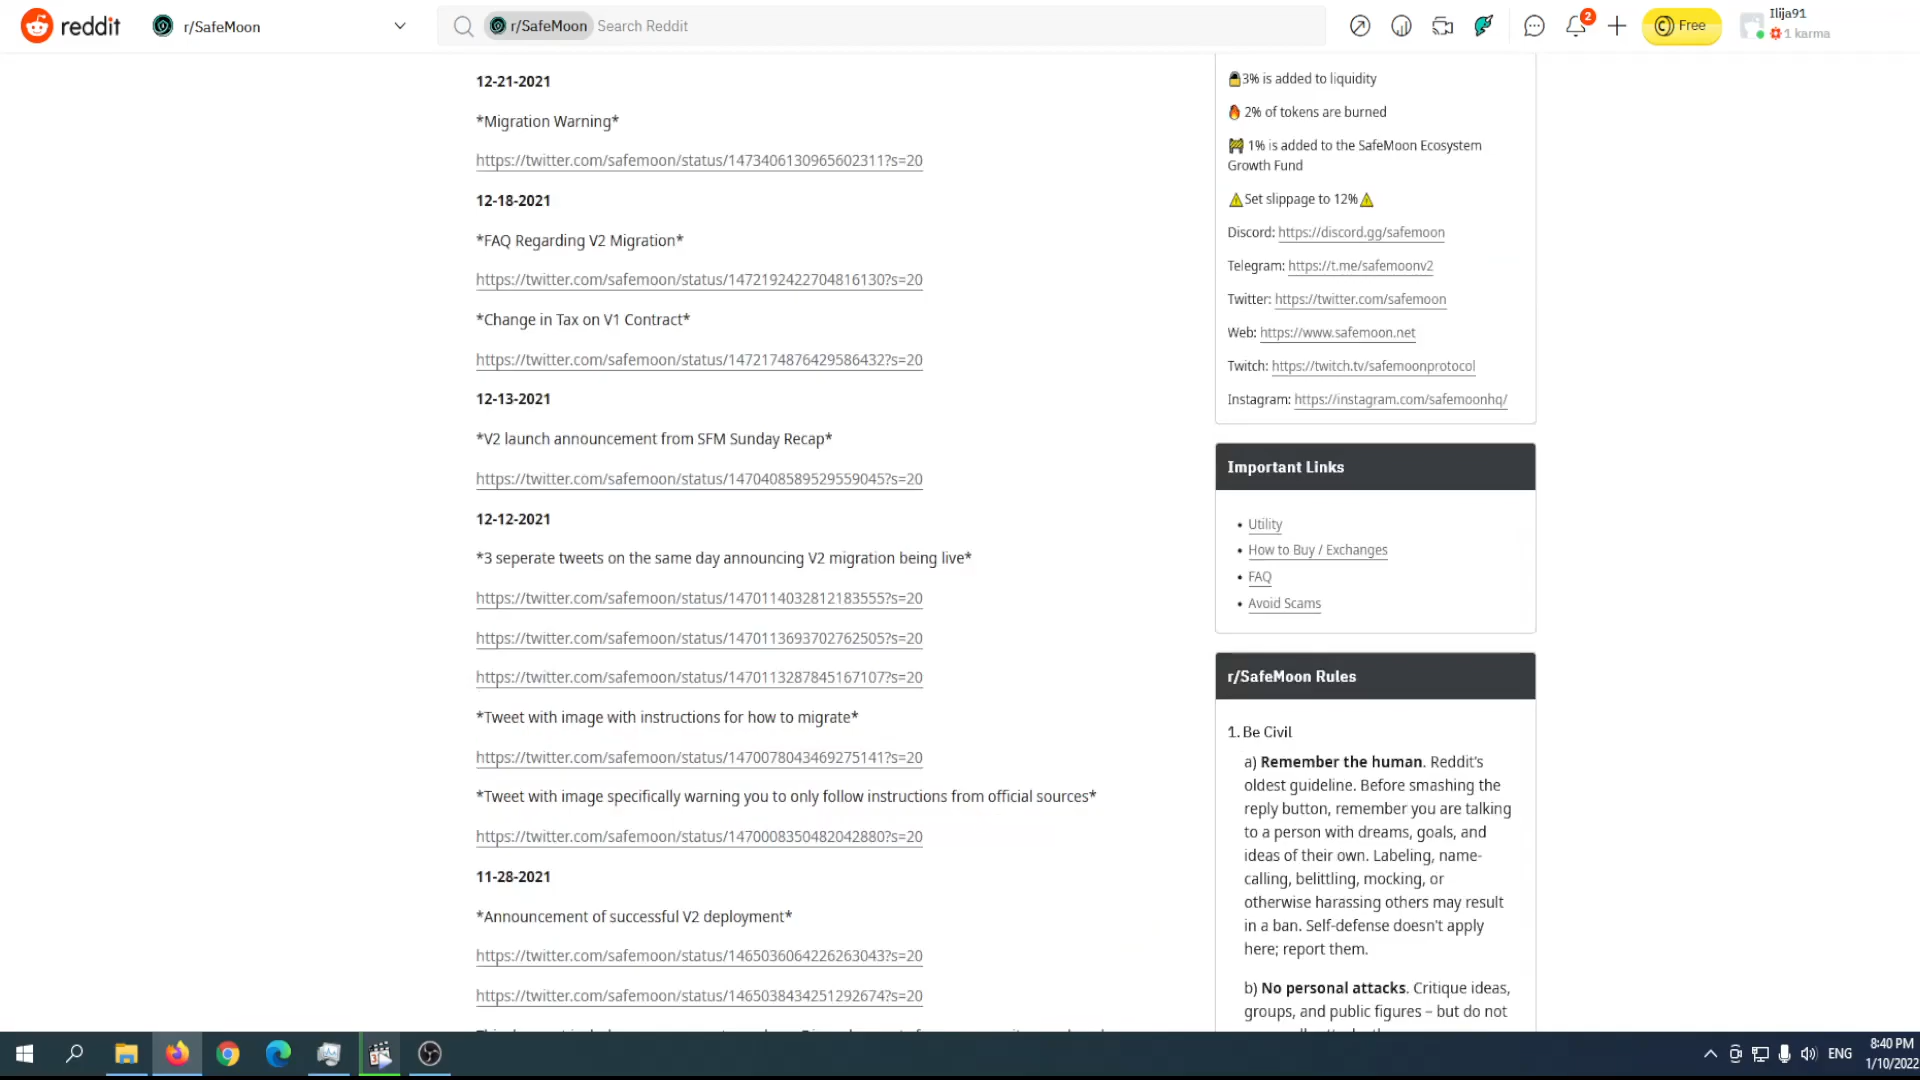 reddit
r/SafeMoon
r/SafeMoon Search Reddit
2
Free
Ilija91
1 karma
12-21-2021
*Migration Warning*
https://twitter.com/safemoon/status/1473406130965602311?s=20
12-18-2021
*FAQ Regarding V2 Migration*
https://twitter.com/safemoon/status/1472192422704816130?s=20
*Change in Tax on V1 Contract*
https://twitter.com/safemoon/status/1472174876429586432?s=20
12-13-2021
*V2 launch announcement from SFM Sunday Recap*
https://twitter.com/safemoon/status/1470408589529559045?s=20
12-12-2021
*3 seperate tweets on the same day announcing V2 migration being live*
https://twitter.com/safemoon/status/1470114032812183555?s=20
https://twitter.com/safemoon/status/1470113693702762505?s=20
https://twitter.com/safemoon/status/1470113287845167107?s=20
*Tweet with image with instructions for how to migrate*
https://twitter.com/safemoon/status/1470078043469275141?s=20
*Tweet with image specifically warning you to only follow instructions from official sources*
https://twitter.com/safemoon/status/1470008350482042880?s=20
11-28-2021
*Announcement of successful V2 deployment*
https://twitter.com/safemoon/status/1465036064226263043?s=20
https://twitter.com/safemoon/status/1465038434251292674?s=20
3% is added to liquidity
2% of tokens are burned
1% is added to the SafeMoon Ecosystem
Growth Fund
Set slippage to 12%
Discord: https://discord.gg/safemoon
Telegram: https://t.me/safemoonv2
Twitter: https://twitter.com/safemoon
Web: https://www.safemoon.net
Twitch: https://twitch.tv/safemoonprotocol
Instagram: https://instagram.com/safemoonhq/
Important Links
• Utility
• How to Buy / Exchanges
• FAQ
• Avoid Scams
r/SafeMoon Rules
1. Be Civil
a) Remember the human. Reddit's
oldest guideline. Before smashing the
reply button, remember you are talking
to a person with dreams, goals, and
ideas of their own. Labeling, name-
calling, belittling, mocking, or
otherwise harassing others may result
in a ban. Self-defense doesn't apply
here; report them.
b) No personal attacks. Critique ideas,
groups, and public figures – but do not
ENG
8:40 PM
1/10/2022